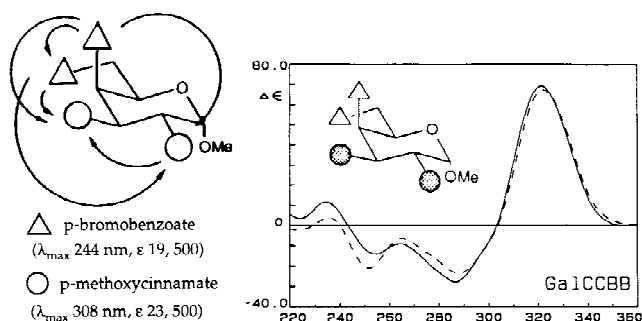 O
OMe
p-bromobenzoate
(λmax 244 nm, ε 19, 500)
p-methoxycinnamate
(λmax 308 nm, ε 23, 500)
80.0
Δε
O
OMe
0
GalCCBB
-40.0
220 240 260 280 300 320 340 360